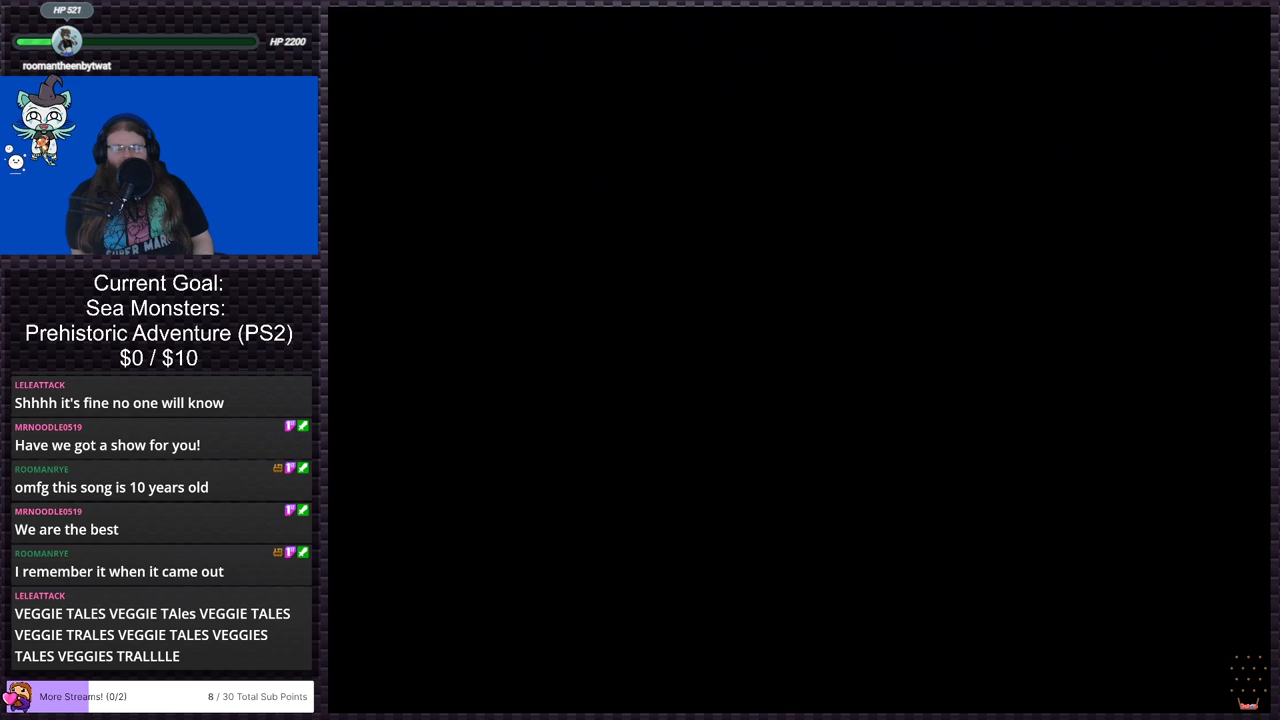 HP 521
HP 2200
roomantheenbytwat
SUPER MAR
Current Goal:
Sea Monsters:
Prehistoric Adventure (PS2)
$0 / $10
LELEATTACK
Shhhh it's fine no one will know
MRNOODLE0519
Have we got a show for you!
ROOMANRYE
omfg this song is 10 years old
MRNOODLE0519
We are the best
ROOMANRYE
I remember it when it came out
LELEATTACK
VEGGIE TALES VEGGIE TAles VEGGIE TALES
VEGGIE TRALES VEGGIE TALES VEGGIES
TALES VEGGIES TRALLLLE
More Streams! (0/2)
8 / 30 Total Sub Points